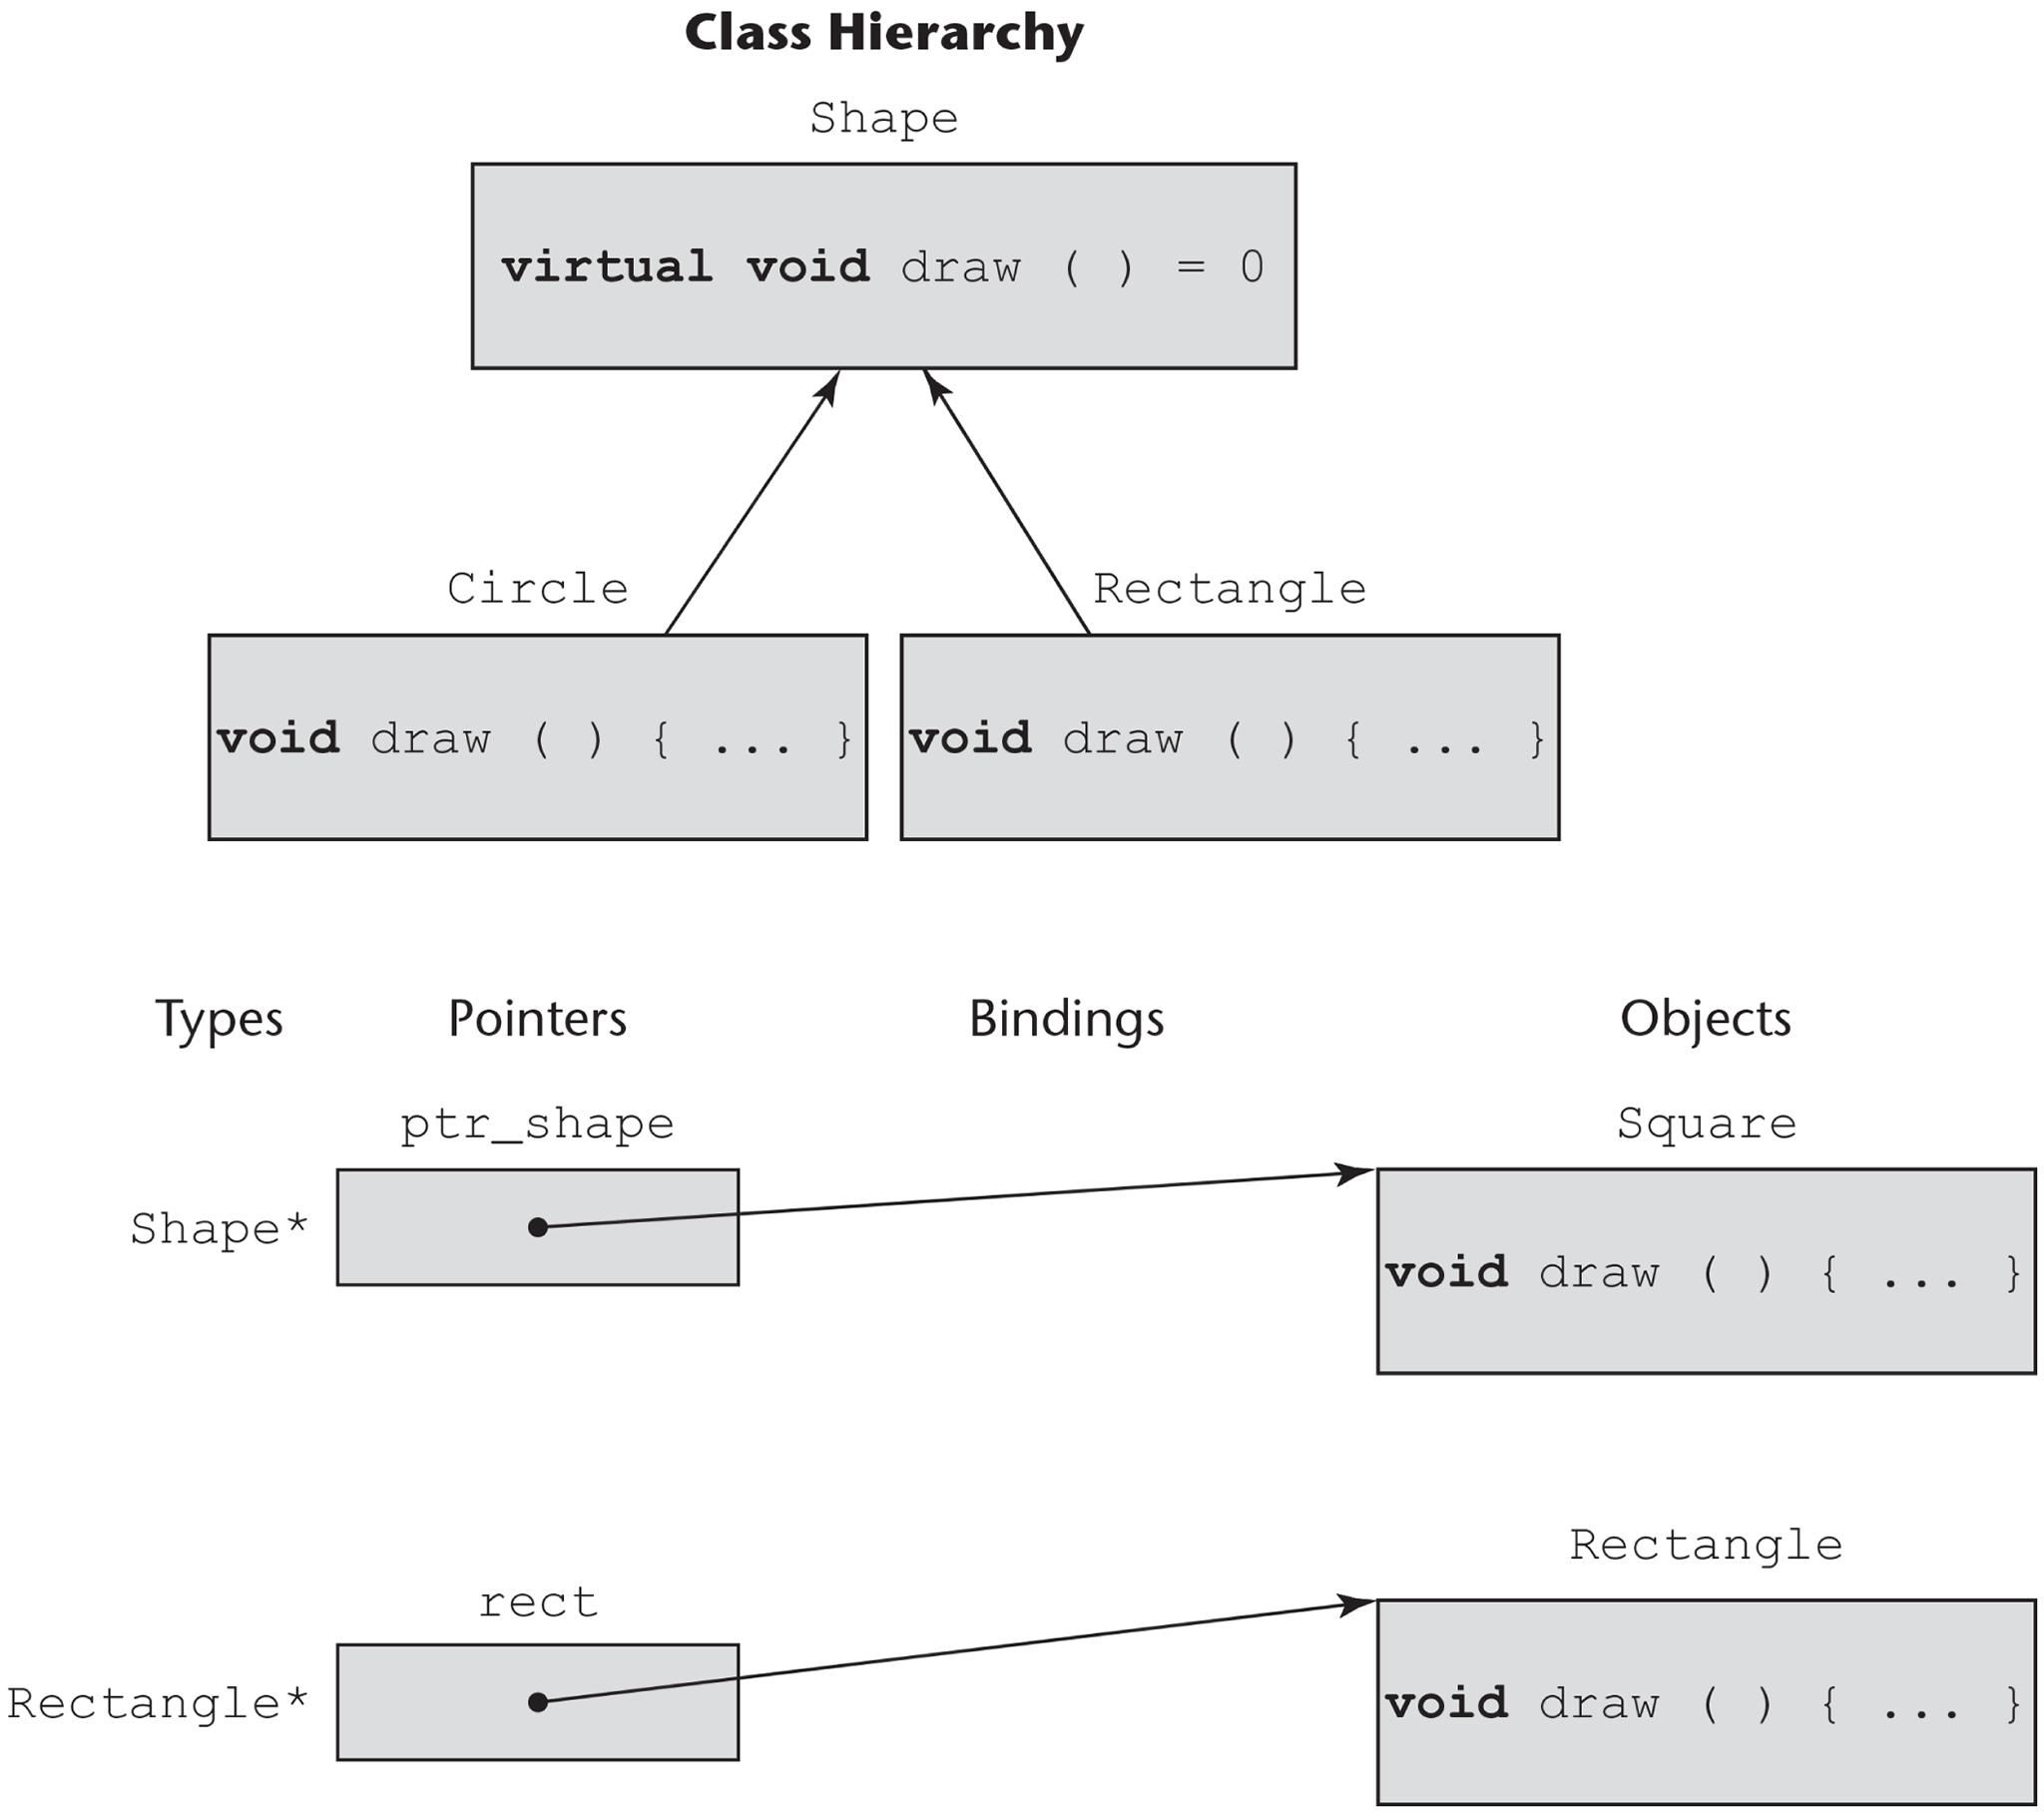 Class Hierarchy
Shape
virtual void draw ( ) = 0
Circle
Rectangle
void draw ( ) { ... }
void draw ( ) { ... }
Types Pointers Bindings Objects
ptr_shape
Square
Shape*
void draw ( ) { ... }
Rectangle
rect
Rectangle*
void draw ( ) { ... }